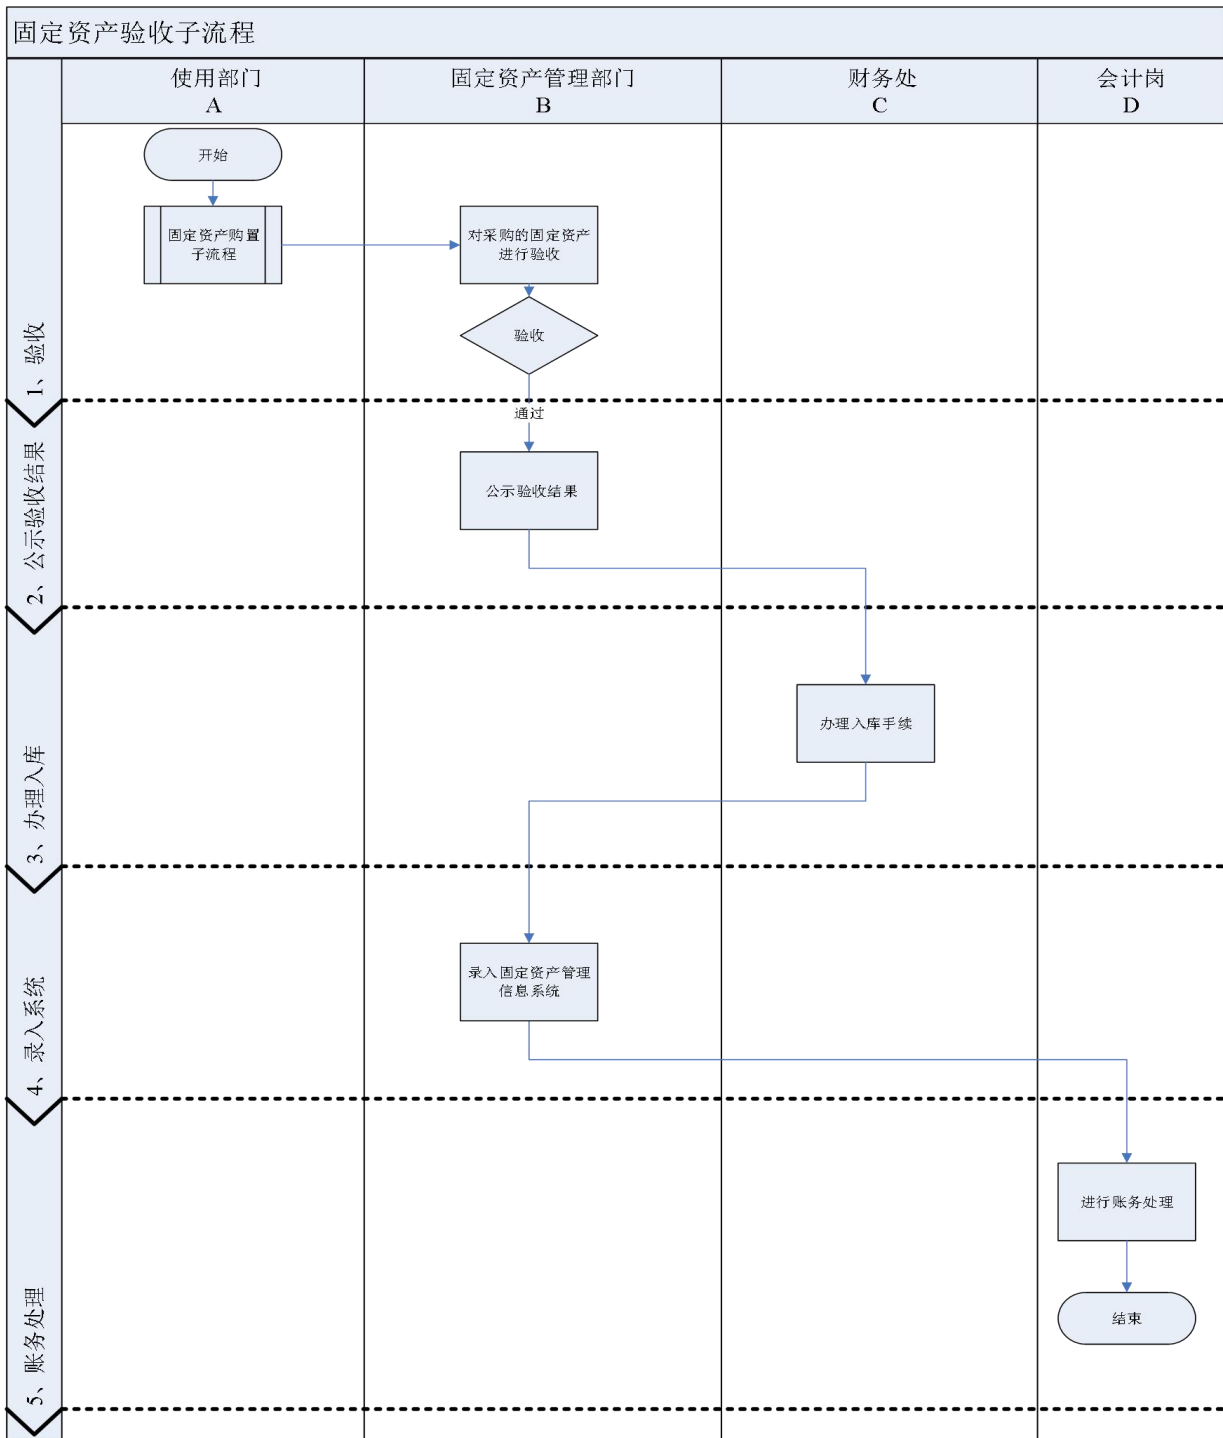 固定资产验收子流程
使用部门
A
固定资产管理部门
B
财务处
C
会计岗
D
1、验收
开始
固定资产购置
子流程
对采购的固定资产
进行验收
验收
通过
2、公示验收结果
公示验收结果
3、办理入库
办理入库手续
4、录入系统
录入固定资产管理
信息系统
5、账务处理
进行账务处理
结束